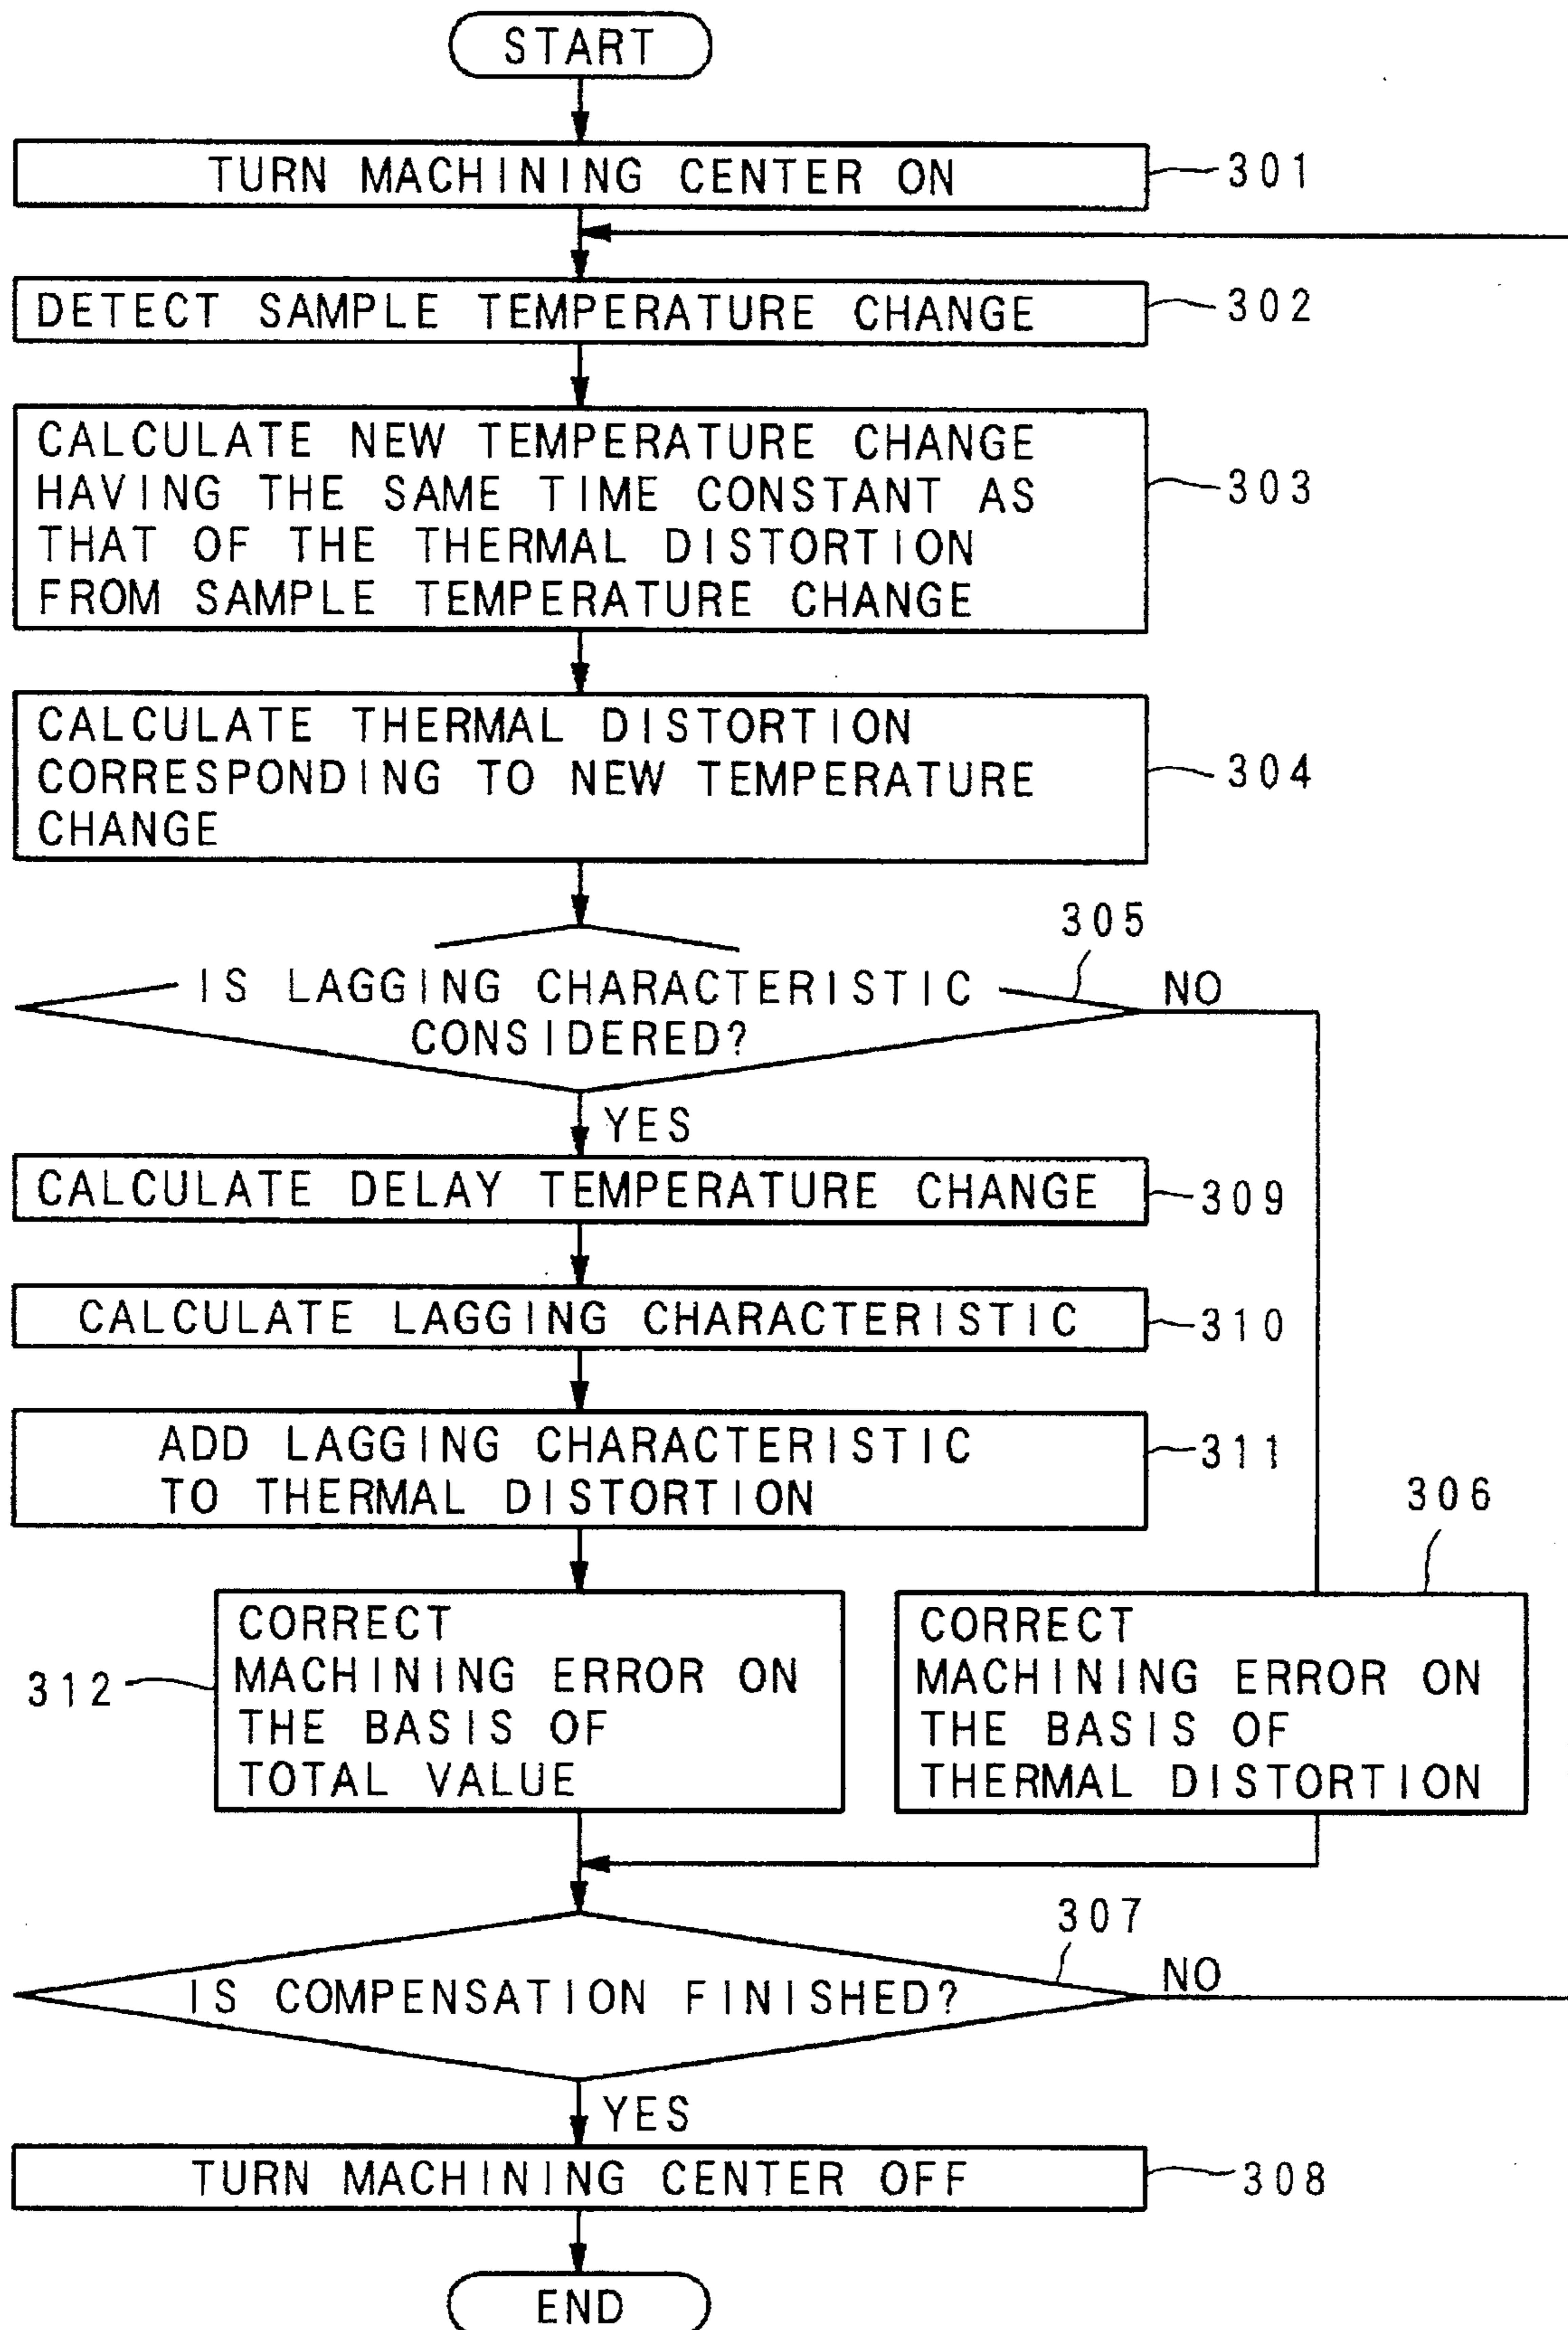 START
TURN MACHINING CENTER ON
301
DETECT SAMPLE TEMPERATURE CHANGE
302
CALCULATE NEW TEMPERATURE CHANGE
HAVING THE SAME TIME CONSTANT AS
THAT OF THE THERMAL DISTORTION
FROM SAMPLE TEMPERATURE CHANGE
303
CALCULATE THERMAL DISTORTION
CORRESPONDING TO NEW TEMPERATURE
CHANGE
304
305
IS LAGGING CHARACTERISTIC
CONSIDERED?
NO
YES
CALCULATE DELAY TEMPERATURE CHANGE
309
CALCULATE LAGGING CHARACTERISTIC
310
ADD LAGGING CHARACTERISTIC
TO THERMAL DISTORTION
311
306
312
CORRECT
MACHINING ERROR ON
THE BASIS OF
TOTAL VALUE
CORRECT
MACHINING ERROR ON
THE BASIS OF
THERMAL DISTORTION
307
IS COMPENSATION FINISHED?
NO
YES
TURN MACHINING CENTER OFF
308
END